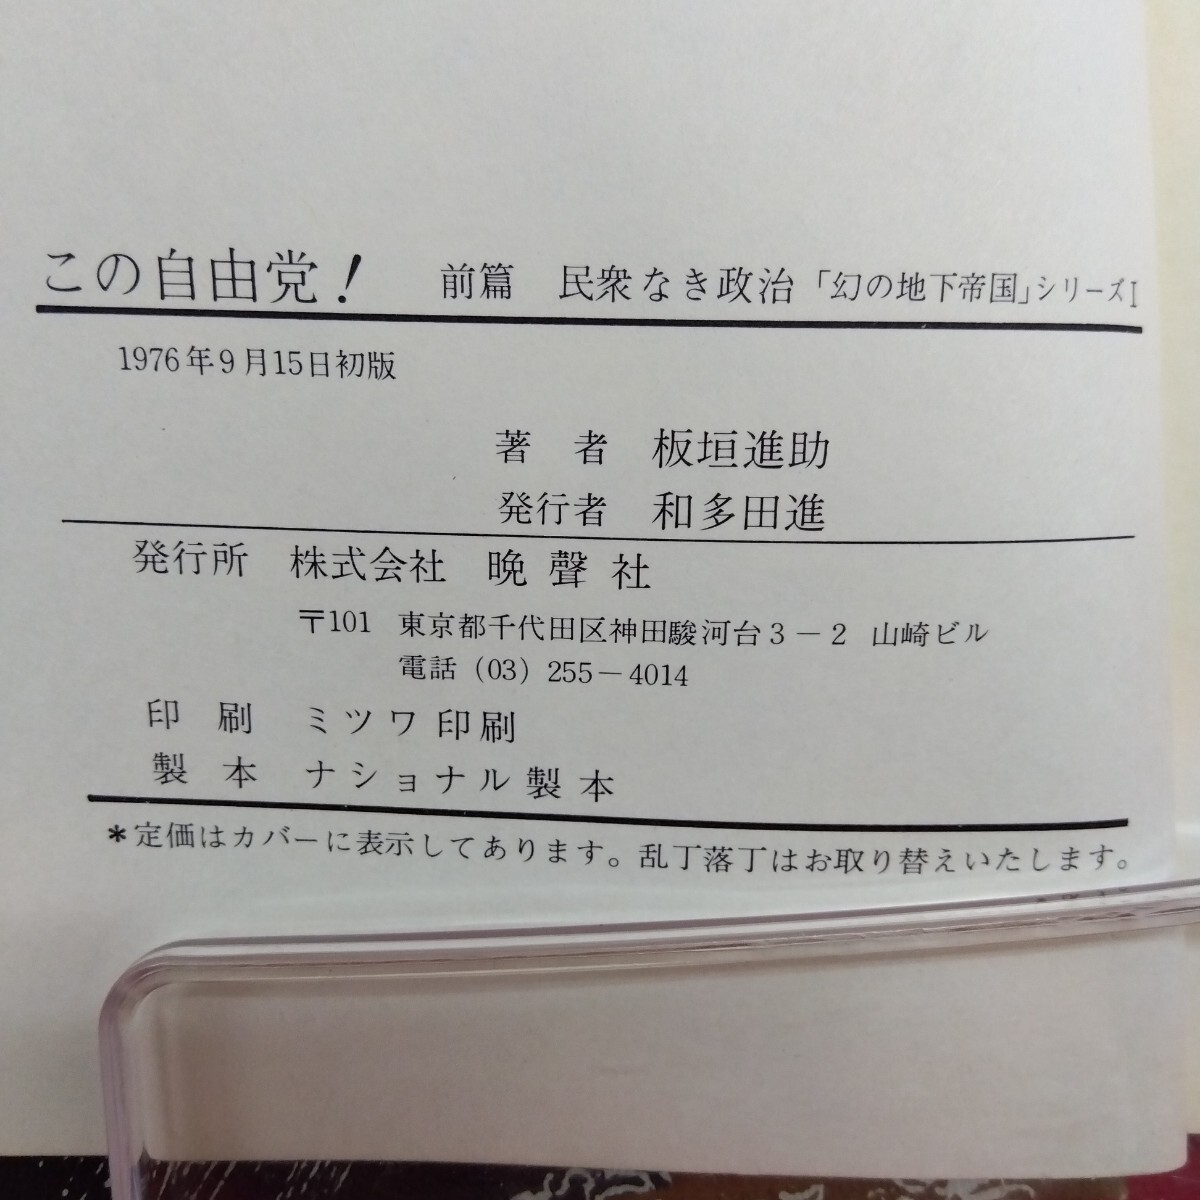 この自由党！ 前篇 民衆なき政治「幻の地下帝国」シリーズⅠ
1976年9月15日初版
著者 板垣進助
発行者 和多田進
発行所 株式会社 晩聲社
〒101 東京都千代田区神田駿河台3－2 山崎ビル
電話（03）255－4014
印刷 ミツワ印刷
製本 ナショナル製本
＊定価はカバーに表示してあります。乱丁落丁はお取り替えいたします。